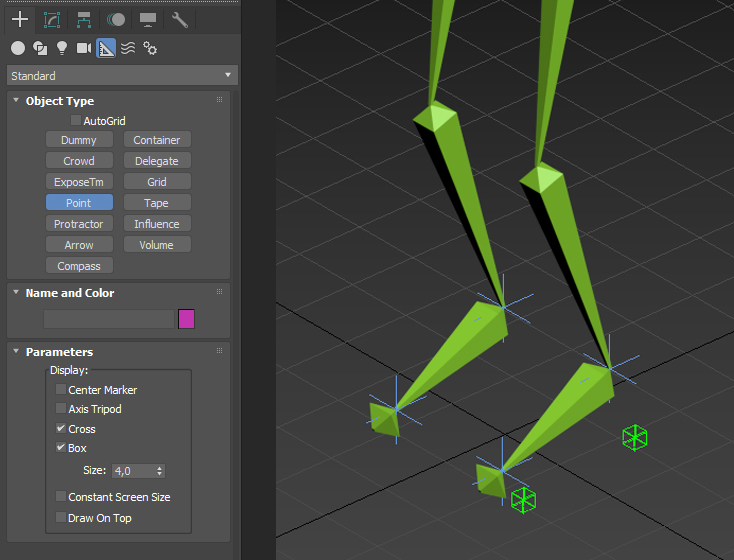 Standard
Object Type
AutoGrid
Dummy Container
Crowd Delegate
ExposeTm Grid
Point Tape
Protractor Influence
Arrow Volume
Compass
Name and Color
Parameters
Display:
Center Marker
Axis Tripod
Cross
Box
Size: 4,0
Constant Screen Size
Draw On Top